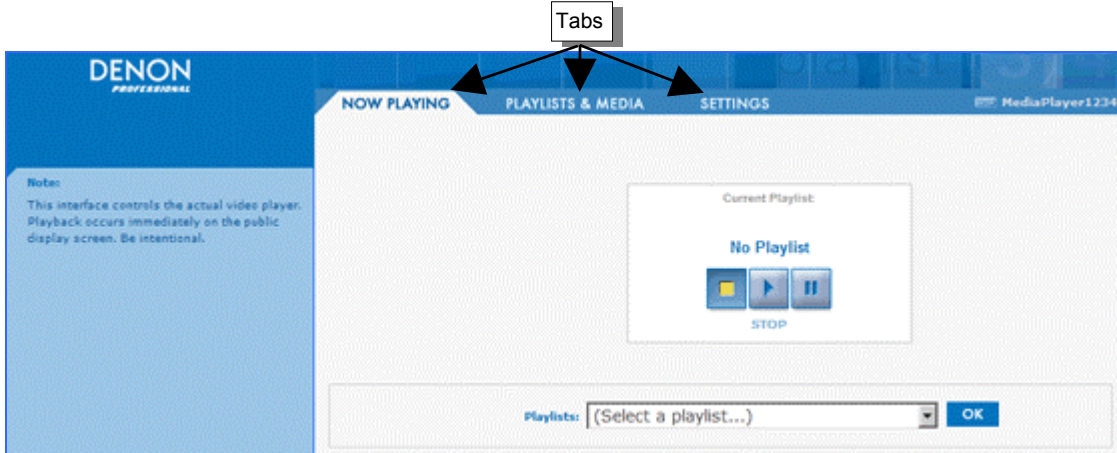 Tabs
DENON
PROFESSIONAL
playlist
NOW PLAYING
PLAYLISTS & MEDIA
SETTINGS
MediaPlayer1234
Note:
This interface controls the actual video player.
Playback occurs immediately on the public
display screen. Be intentional.
Current Playlist:
No Playlist
STOP
Playlists: (Select a playlist...) OK